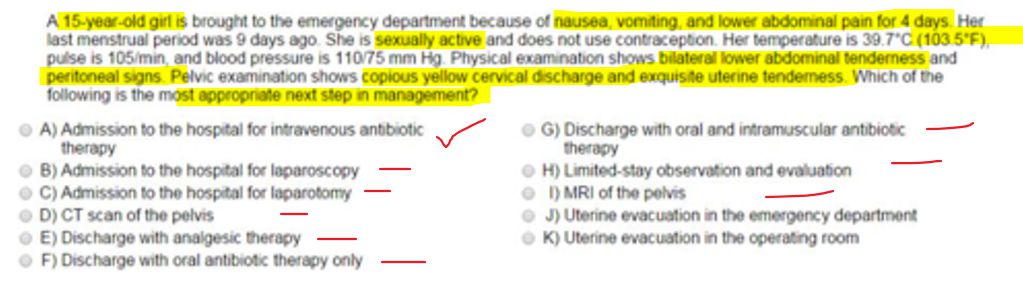 A 15-year-old girl is brought to the emergency department because of nausea, vomiting, and lower abdominal pain for 4 days. Her
last menstrual period was 9 days ago. She is sexually active and does not use contraception. Her temperature is 39.7°C (103.5°F),
pulse is 105/min, and blood pressure is 110/75 mm Hg. Physical examination shows bilateral lower abdominal tenderness and
peritoneal signs. Pelvic examination shows copious yellow cervical discharge and exquisite uterine tenderness. Which of the
following is the most appropriate next step in management?
A) Admission to the hospital for intravenous antibiotic
therapy
B) Admission to the hospital for laparoscopy
C) Admission to the hospital for laparotomy
D) CT scan of the pelvis
E) Discharge with analgesic therapy
F) Discharge with oral antibiotic therapy only
G) Discharge with oral and intramuscular antibiotic
therapy
H) Limited-stay observation and evaluation
I) MRI of the pelvis
J) Uterine evacuation in the emergency department
K) Uterine evacuation in the operating room